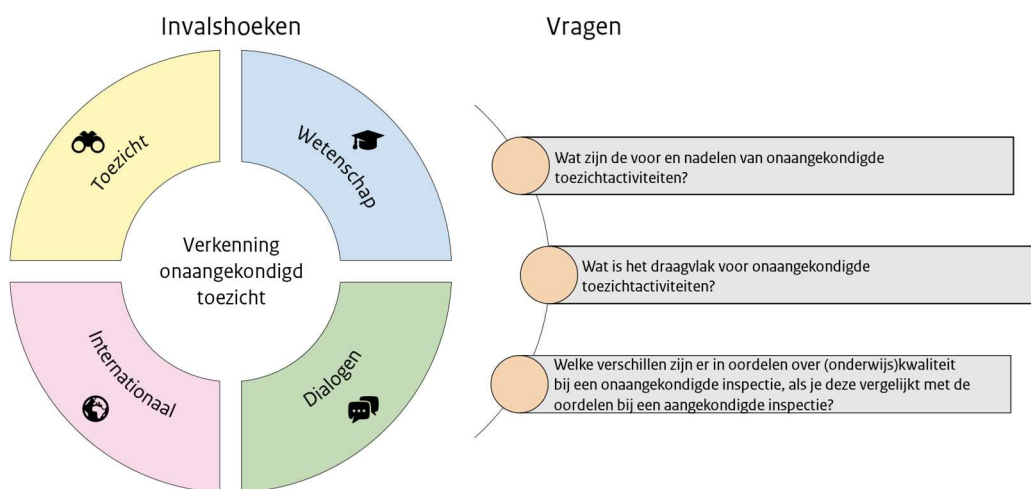 Invalshoeken
Toezicht
Wetenschap
Verkenning
onaangekondigd
toezicht
Internationaal
Dialogen
Vragen
Wat zijn de voor en nadelen van onaangekondigde
toezichtactiviteiten?
Wat is het draagvlak voor onaangekondigde
toezichtactiviteiten?
Welke verschillen zijn er in oordelen over (onderwijs)kwaliteit
bij een onaangekondigde inspectie, als je deze vergelijkt met de
oordelen bij een aangekondigde inspectie?